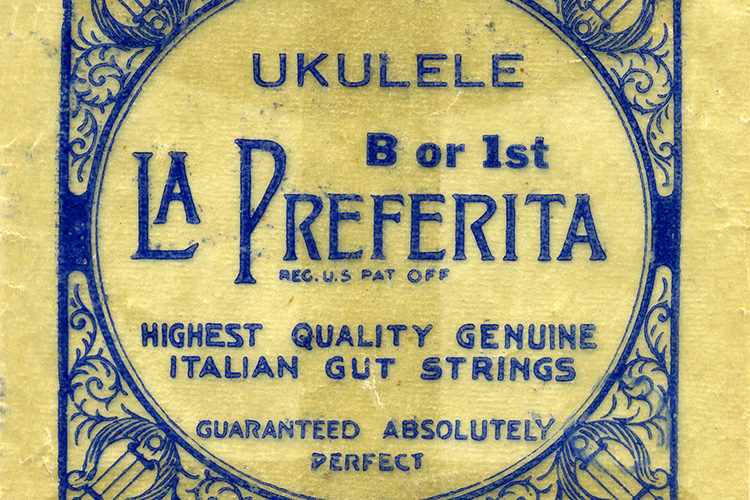 UKULELE
B or 1st
LA PREFERITA
REG. U.S PAT OFF
HIGHEST QUALITY GENUINE
ITALIAN GUT STRINGS
GUARANTEED ABSOLUTELY
PERFECT